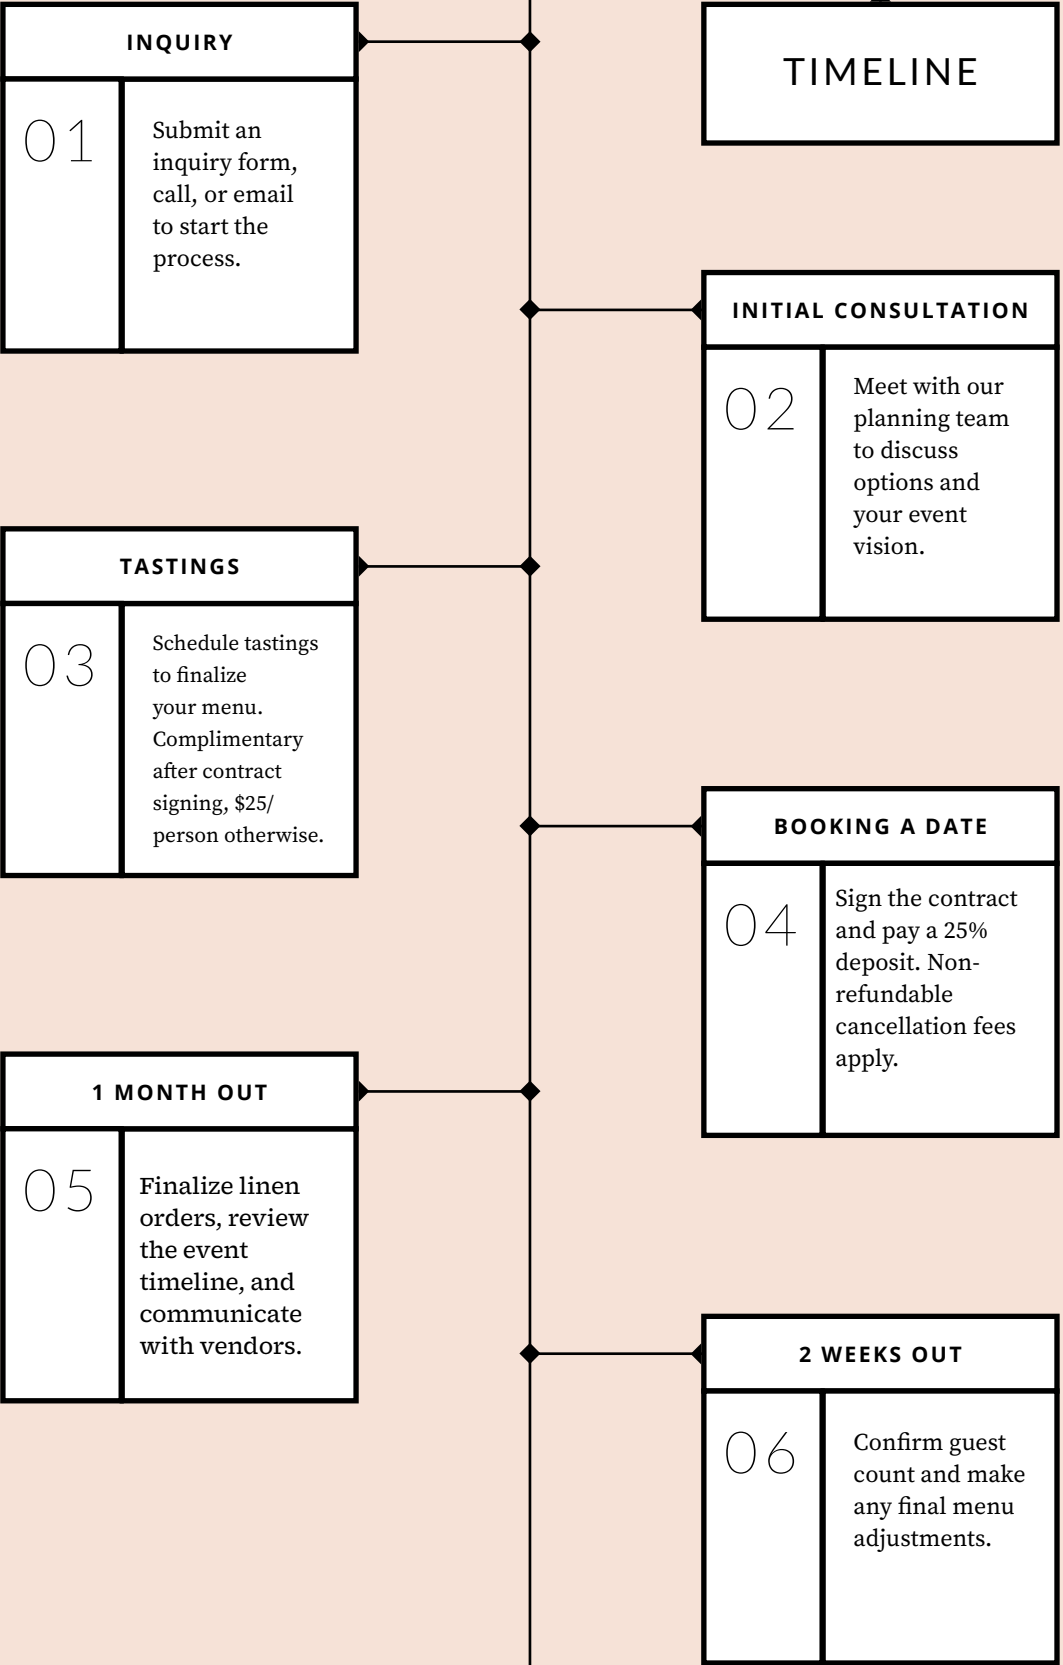 TIMELINE
INQUIRY
01
Submit an
inquiry form,
call, or email
to start the
process.
INITIAL CONSULTATION
02
Meet with our
planning team
to discuss
options and
your event
vision.
TASTINGS
03
Schedule tastings
to finalize
your menu.
Complimentary
after contract
signing, $25/
person otherwise.
BOOKING A DATE
04
Sign the contract
and pay a 25%
deposit. Non-
refundable
cancellation fees
apply.
1 MONTH OUT
05
Finalize linen
orders, review
the event
timeline, and
communicate
with vendors.
2 WEEKS OUT
06
Confirm guest
count and make
any final menu
adjustments.